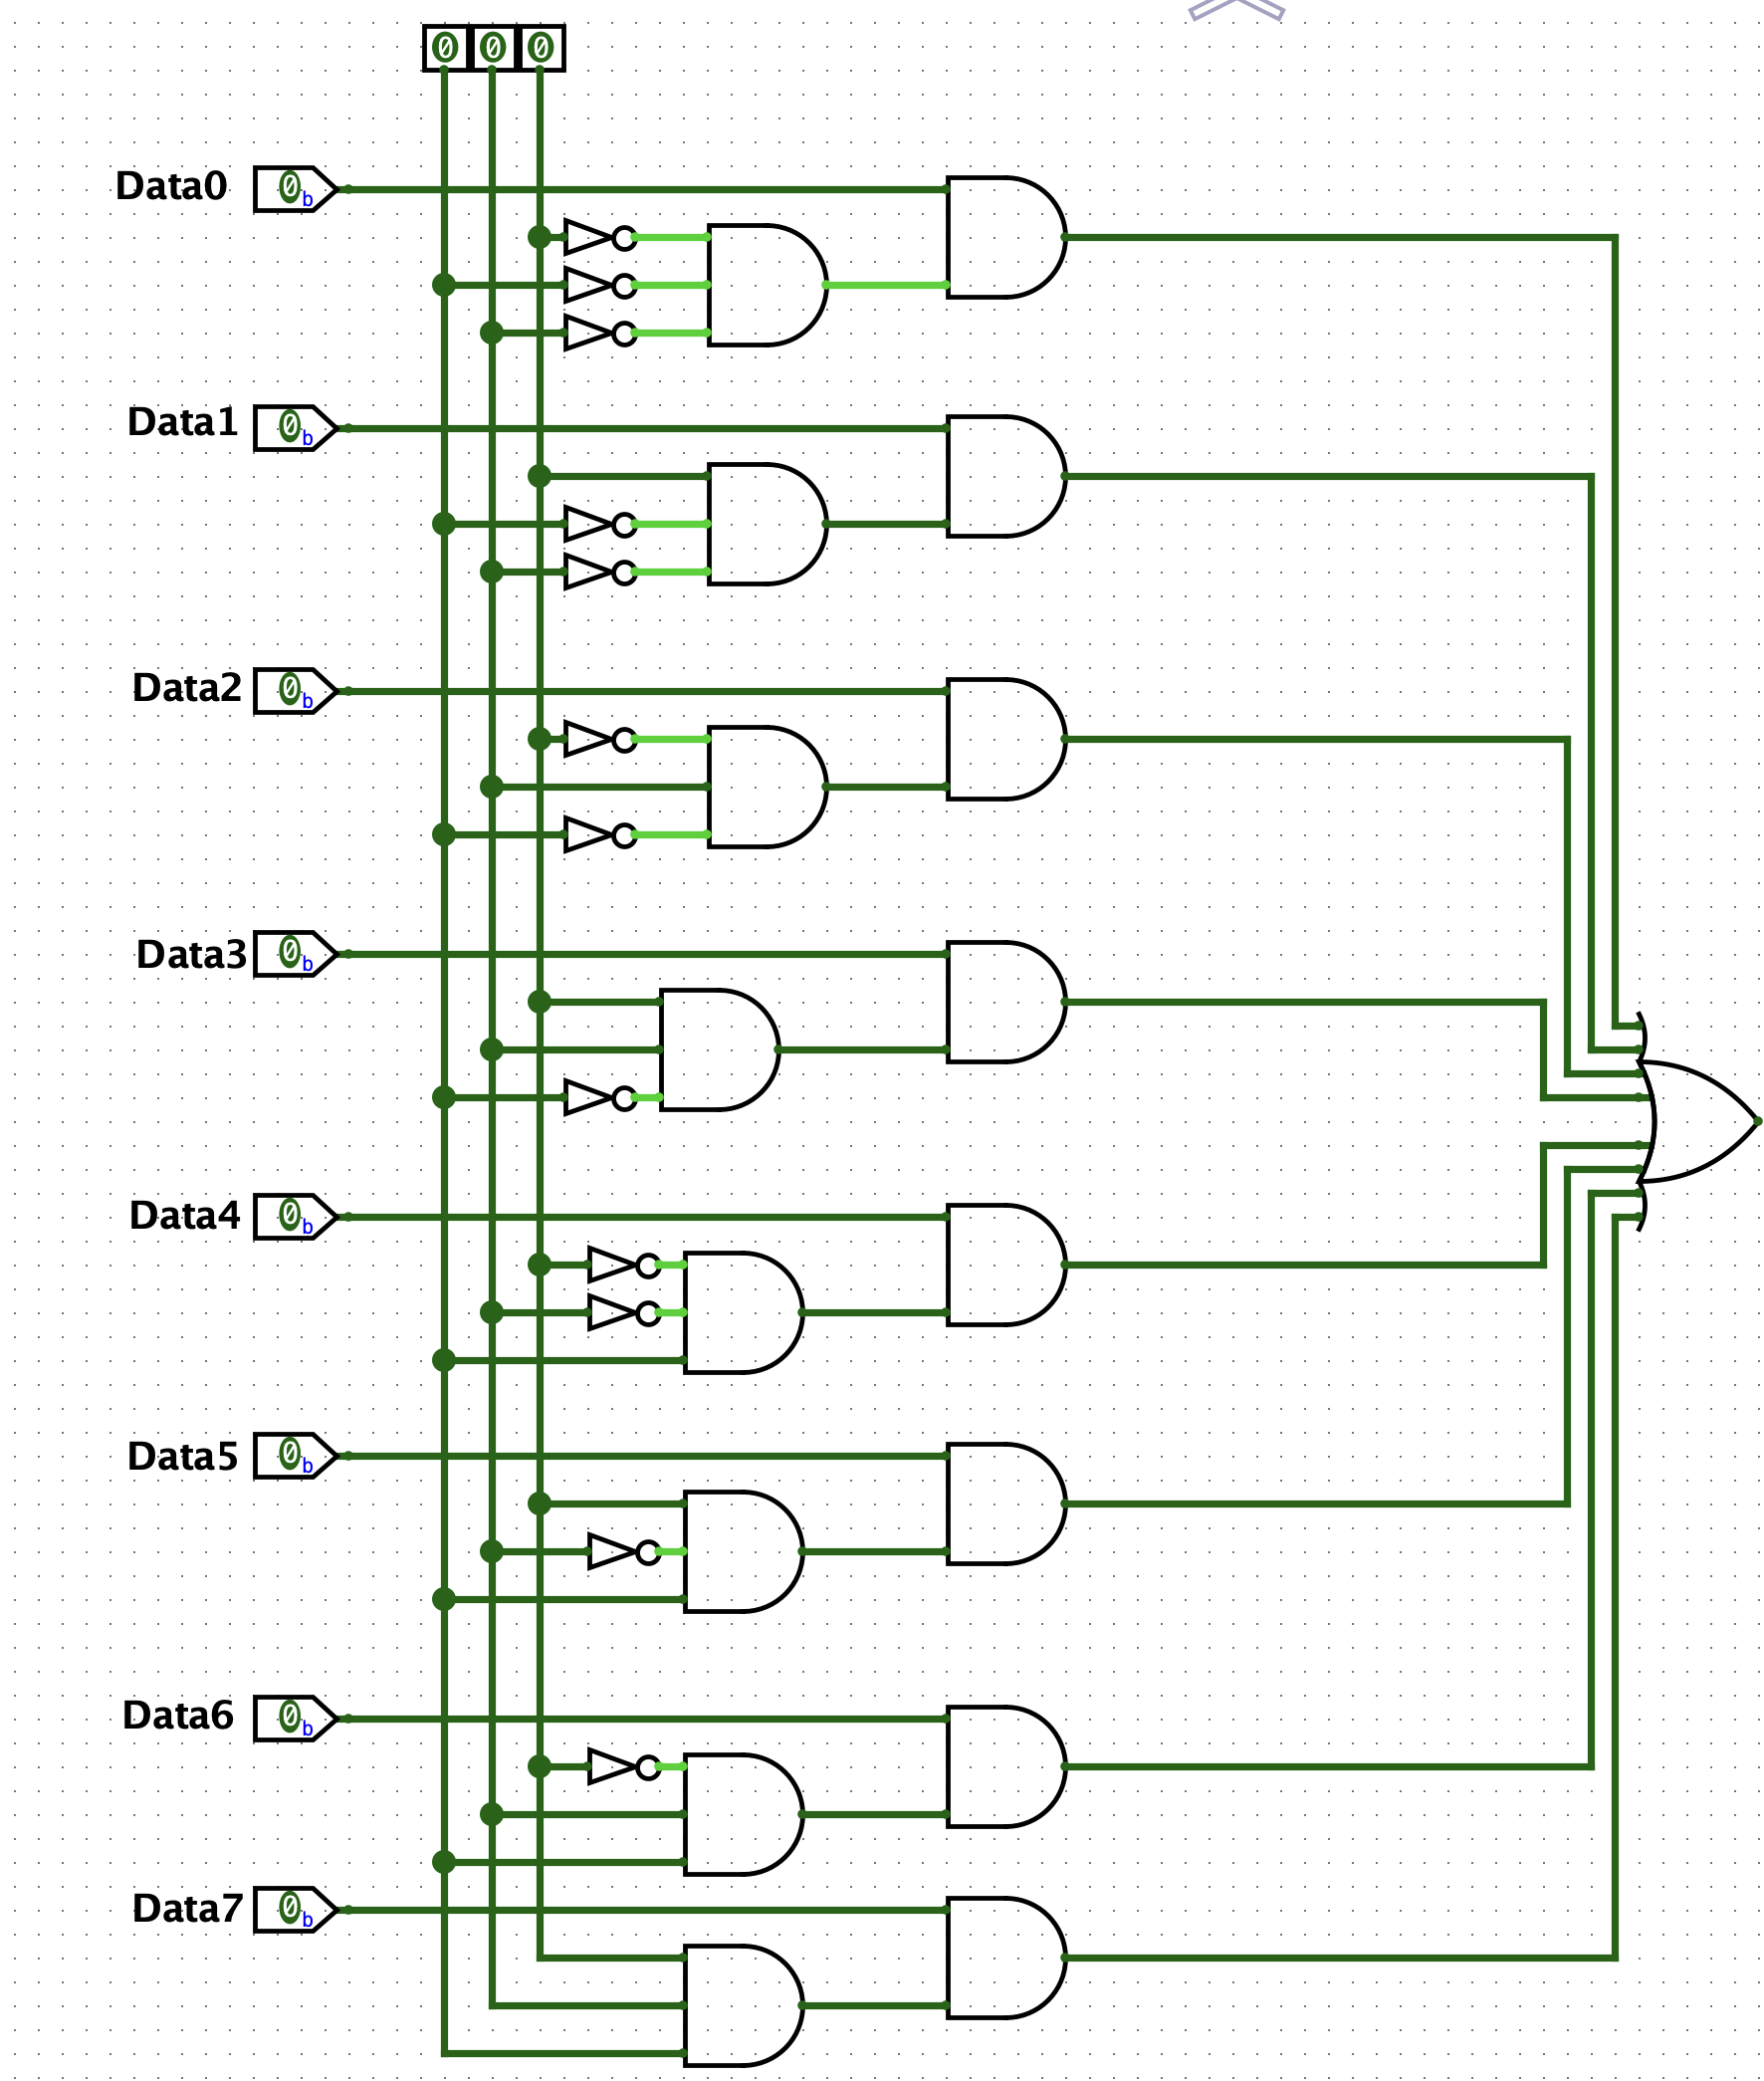 0 0 0
Data0 0b
Data1 0b
Data2 0b
Data3 0b
Data4 0b
Data5 0b
Data6 0b
Data7 0b